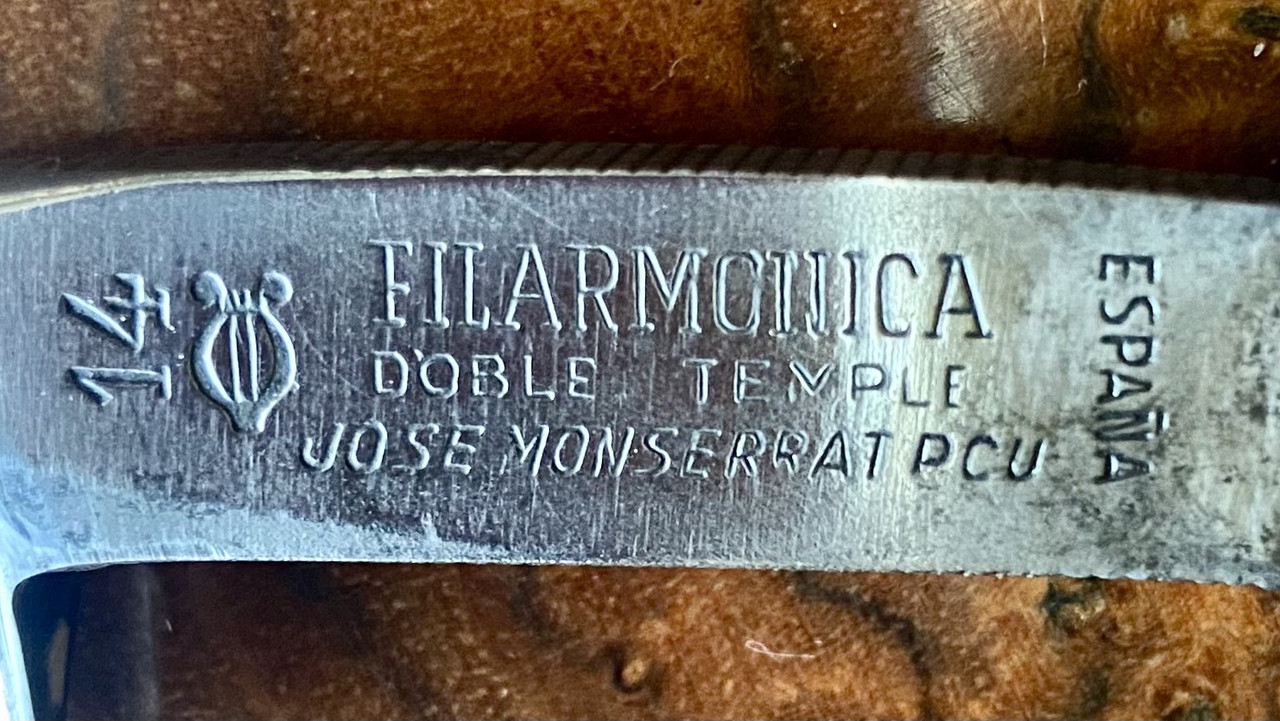 14
FILARMONICA
DOBLE TEMPLE
JOSE MONSERRAT PCU
ESPAÑA